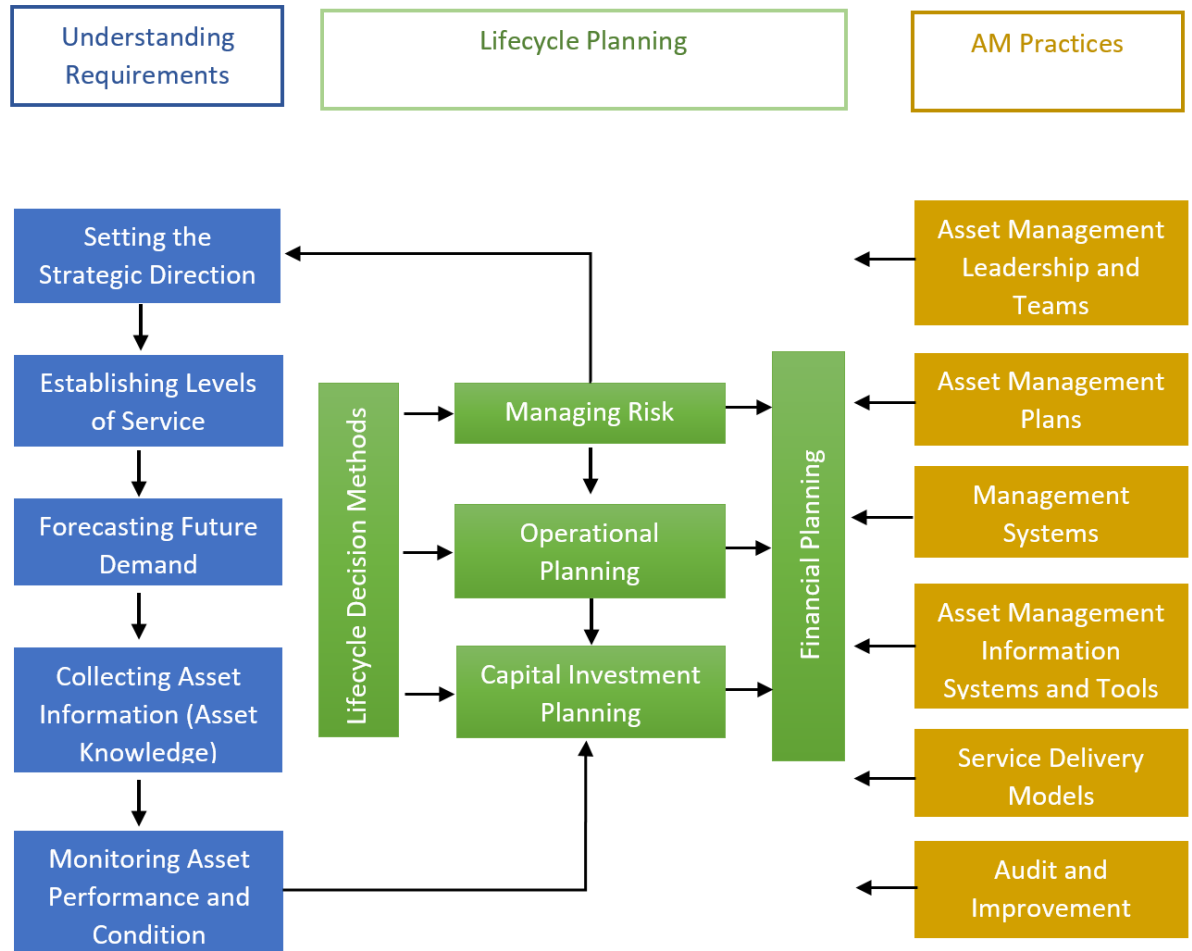 Understanding
Requirements
Lifecycle Planning
AM Practices
Setting the
Strategic Direction
Establishing Levels
of Service
Forecasting Future
Demand
Collecting Asset
Information (Asset
Knowledge)
Monitoring Asset
Performance and
Condition
Lifecycle Decision Methods
Managing Risk
Operational
Planning
Capital Investment
Planning
Financial Planning
Asset Management
Leadership and
Teams
Asset Management
Plans
Management
Systems
Asset Management
Information
Systems and Tools
Service Delivery
Models
Audit and
Improvement